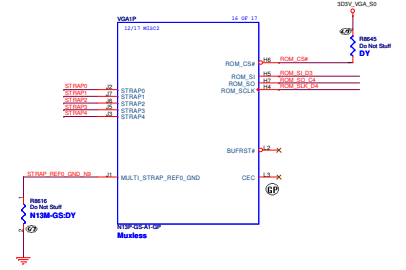 3D3V_VGA_S0
VGA1P
16 OF 17
12/17 MISC2
R8645
Do Not Stuff
DY
ROM_CS# H6 ROM_CS#
ROM_SI H5 ROM_SI_D3
ROM_SO H7 ROM_SO_C4
ROM_SCLK H4 ROM_SLK_D4
STRAP0 J2 STRAP0
STRAP1 J7 STRAP1
STRAP2 J6 STRAP2
STRAP3 J5 STRAP3
STRAP4 J3 STRAP4
BUFRST# L2
STRAP_REF0_GND_N9 J1 MULTI_STRAP_REF0_GND
CEC L3
GP
1
R8616
Do Not Stuff
N13M-GS:DY
2
N13P-GS-A1-GP
Muxless